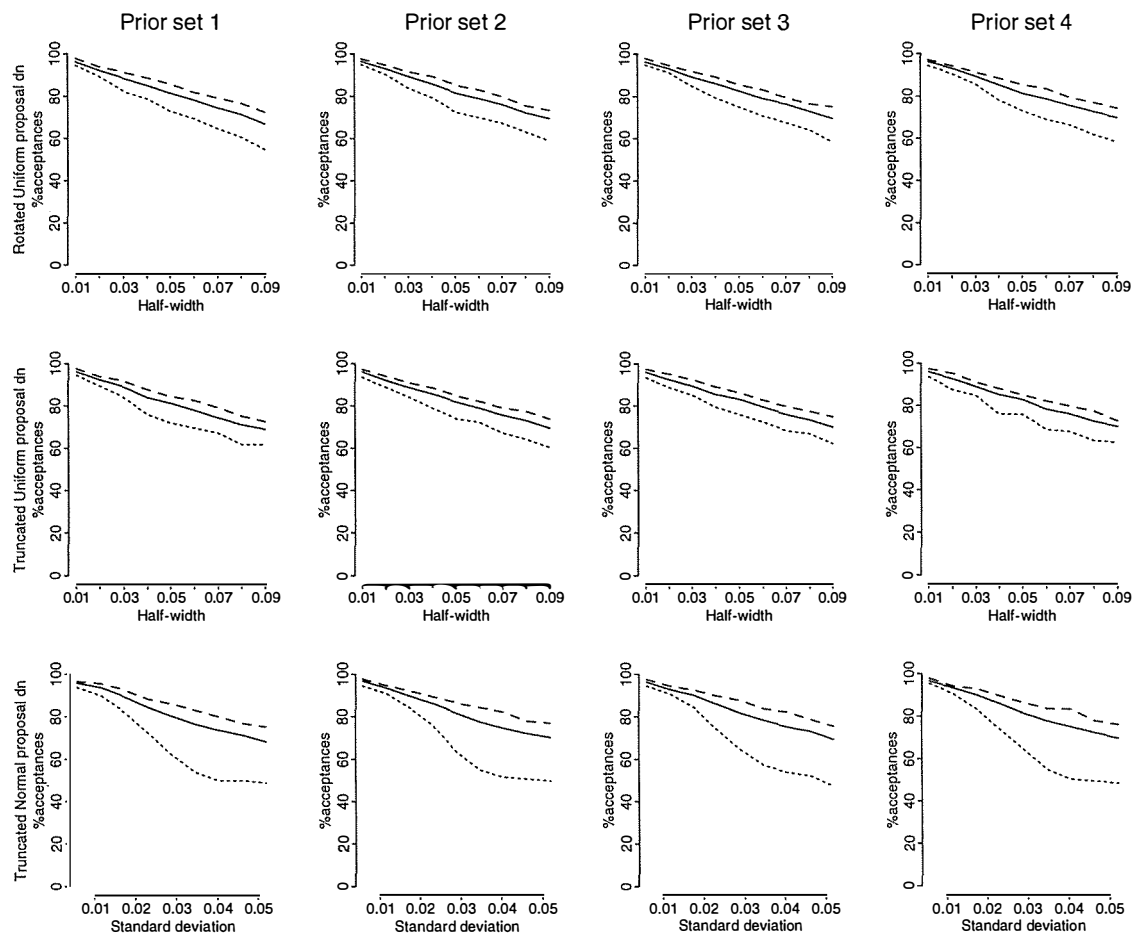 Prior set 1
Prior set 2
Prior set 3
Prior set 4
Rotated Uniform proposal dn
%acceptances
0 20 40 60 80 100
0.01 0.03 0.05 0.07 0.09
Half-width
%acceptances
0 20 40 60 80 100
0.01 0.03 0.05 0.07 0.09
Half-width
%acceptances
0 20 40 60 80 100
0.01 0.03 0.05 0.07 0.09
Half-width
%acceptances
0 20 40 60 80 100
0.01 0.03 0.05 0.07 0.09
Half-width
Truncated Uniform proposal dn
%acceptances
0 20 40 60 80 100
0.01 0.03 0.05 0.07 0.09
Half-width
%acceptances
0 20 40 60 80 100
0.01 0.03 0.05 0.07 0.09
Half-width
%acceptances
0 20 40 60 80 100
0.01 0.03 0.05 0.07 0.09
Half-width
%acceptances
0 20 40 60 80 100
0.01 0.03 0.05 0.07 0.09
Half-width
Truncated Normal proposal dn
%acceptances
0 20 40 60 80 100
0.01 0.02 0.03 0.04 0.05
Standard deviation
%acceptances
0 20 40 60 80 100
0.01 0.02 0.03 0.04 0.05
Standard deviation
%acceptances
0 20 40 60 80 100
0.01 0.02 0.03 0.04 0.05
Standard deviation
%acceptances
0 20 40 60 80 100
0.01 0.02 0.03 0.04 0.05
Standard deviation